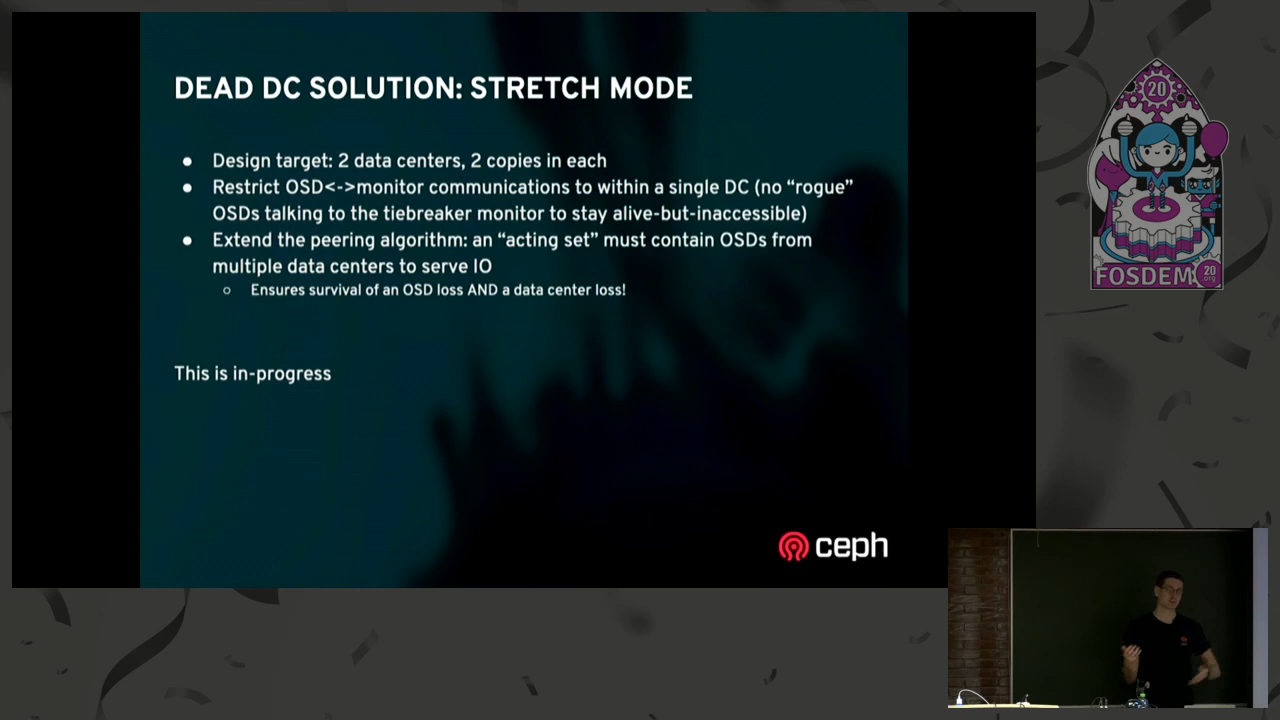 DEAD DC SOLUTION: STRETCH MODE
● Design target: 2 data centers, 2 copies in each
● Restrict OSD<->monitor communications to within a single DC (no “rogue”
OSDs talking to the tiebreaker monitor to stay alive-but-inaccessible)
● Extend the peering algorithm: an “acting set” must contain OSDs from
multiple data centers to serve IO
○ Ensures survival of an OSD loss AND a data center loss!
This is in-progress
ceph
20
FOSDEM
20
.org